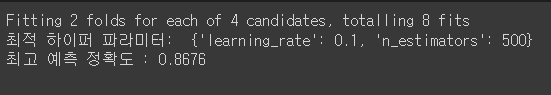 Fitting 2 folds for each of 4 candidates, totalling 8 fits
최적 하이퍼 파라미터:  {'learning_rate': 0.1, 'n_estimators': 500}
최고 예측 정확도 : 0.8676